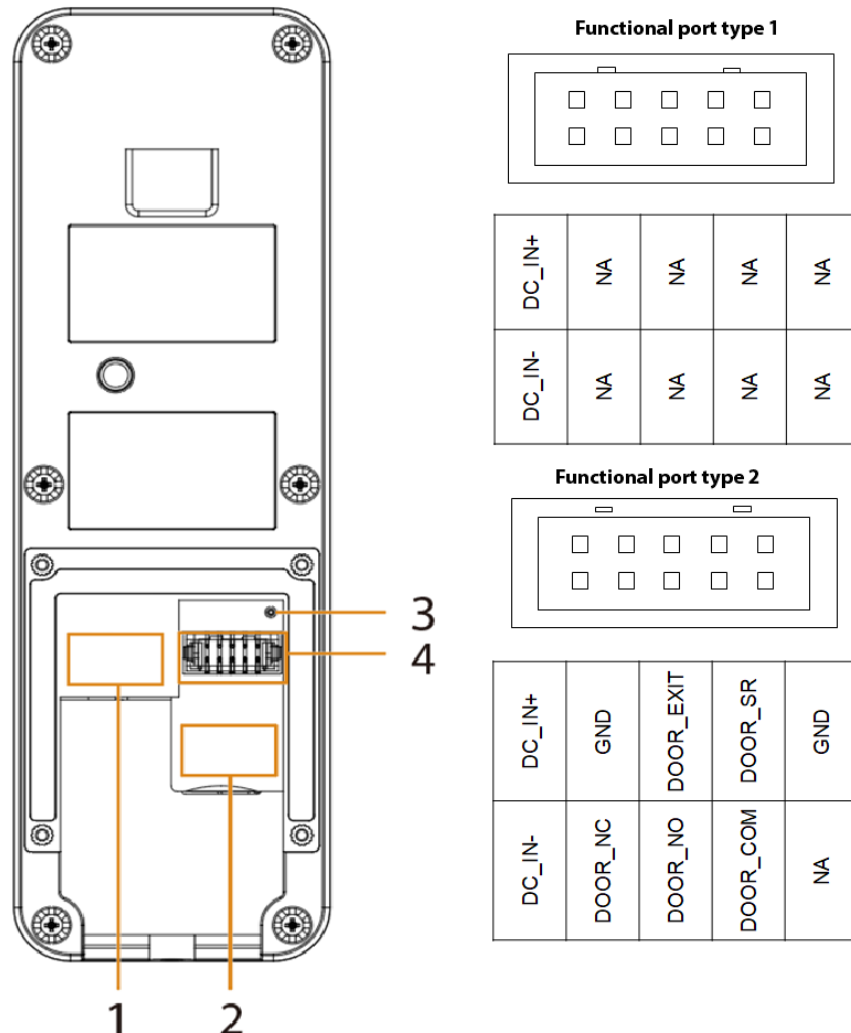 Functional port type 1
DC_IN+ NA NA NA NA
DC_IN- NA NA NA NA
Functional port type 2
DC_IN+ GND DOOR_EXIT DOOR_SR GND
DC_IN- DOOR_NC DOOR_NO DOOR_COM NA
3
4
1 2